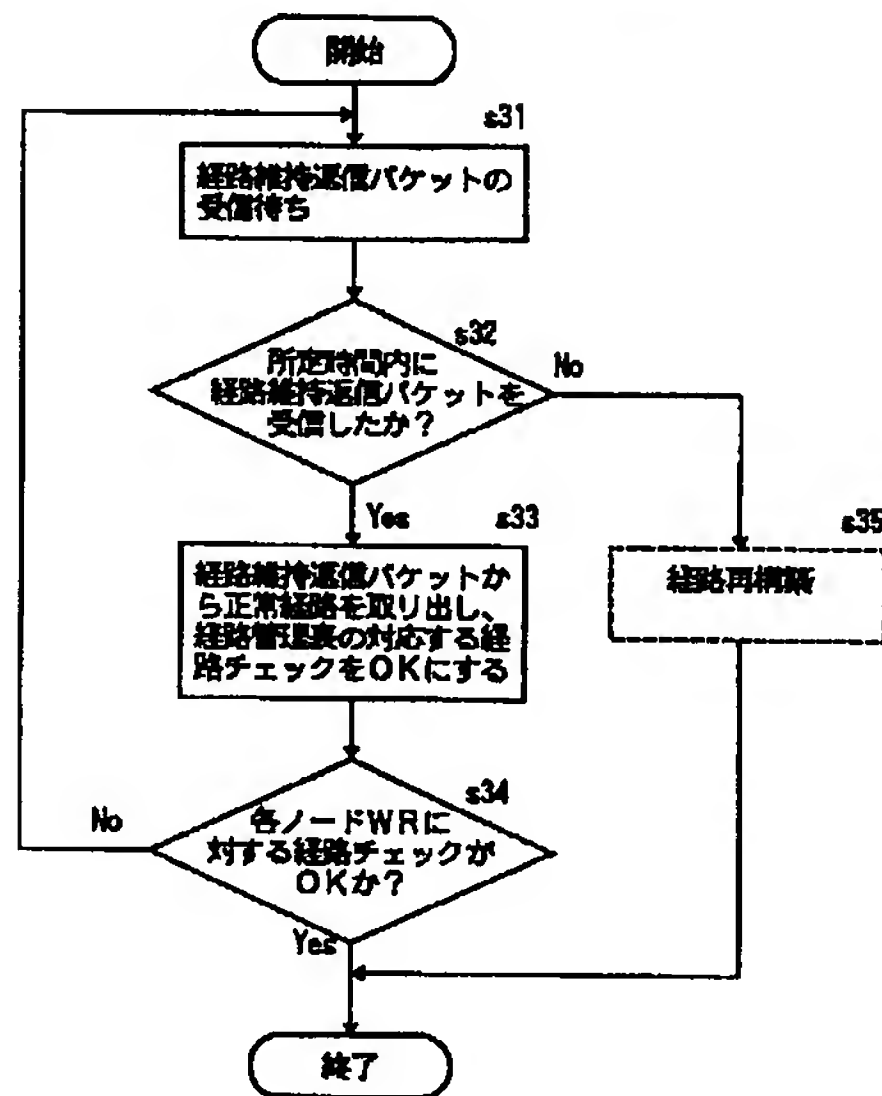 開始
s31
経路維持返信パケットの
受信待ち
s32
所定時間内に
経路維持返信パケットを
受信したか？
No
Yes
s33
経路維持返信パケットか
ら正常経路を取り出し、
経路管理表の対応する経
路チェックをOKにする
s35
経路再構築
s34
各ノードWRに
対する経路チェックが
OKか？
No
Yes
終了